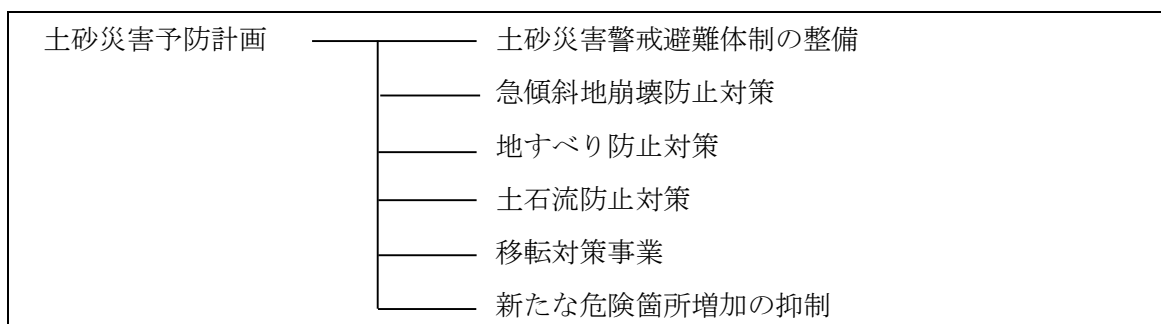 土砂災害予防計画
土砂災害警戒避難体制の整備
急傾斜地崩壊防止対策
地すべり防止対策
土石流防止対策
移転対策事業
新たな危険箇所増加の抑制